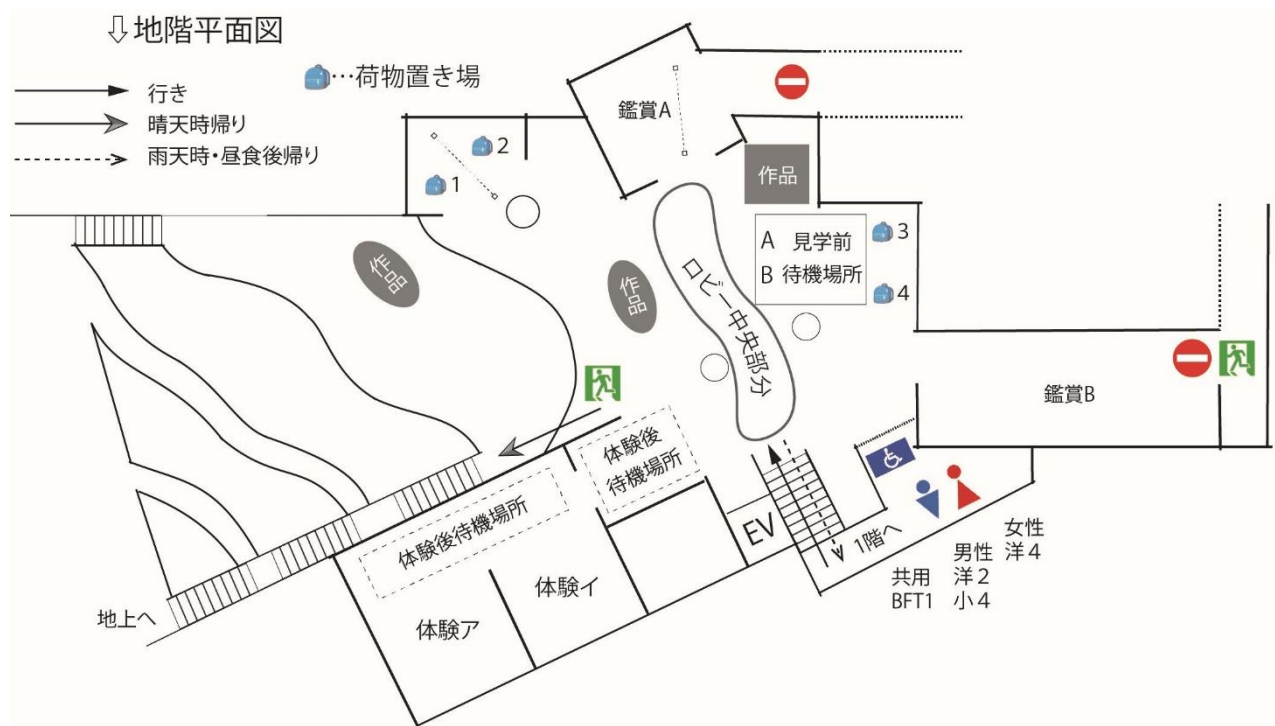 ⇩地階平面図
行き
晴天時帰り
雨天時・昼食後帰り
…荷物置き場
鑑賞A
2
1
作品
A 見学前
B 待機場所
3
4
作品
作品
ロビー中央部分
鑑賞B
体験後
待機場所
体験後待機場所
EV
1階へ
体験イ
体験ア
地上へ
共用
BFT1
男性
洋2
小4
女性
洋4